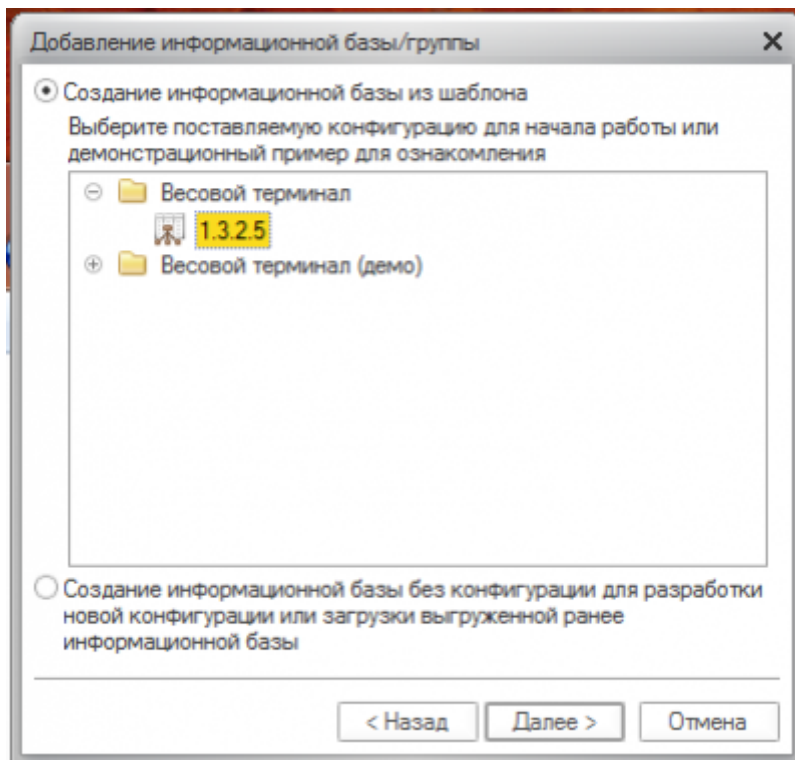 Добавление информационной базы/группы
Создание информационной базы из шаблона
Выберите поставляемую конфигурацию для начала работы или
демонстрационный пример для ознакомления
Весовой терминал
1.3.2.5
Весовой терминал (демо)
Создание информационной базы без конфигурации для разработки
новой конфигурации или загрузки выгруженной ранее
информационной базы
< Назад
Далее >
Отмена